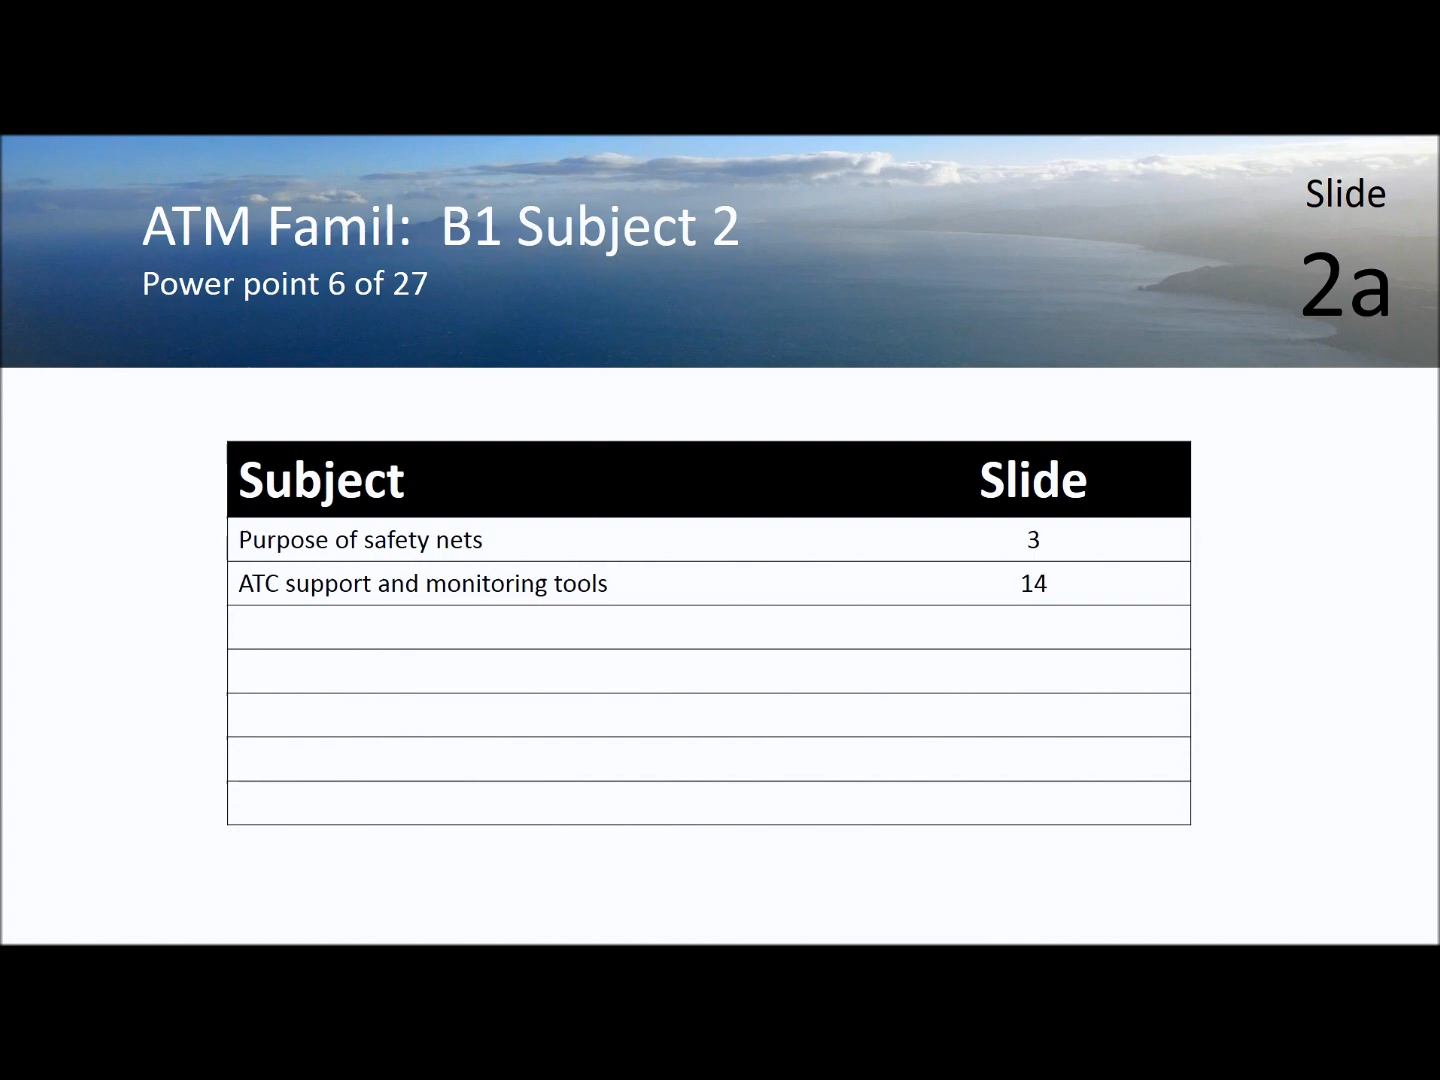 ATM Famil: B1 Subject 2
Power point 6 of 27
Slide
2a
Subject Slide
Purpose of safety nets 3
ATC support and monitoring tools 14